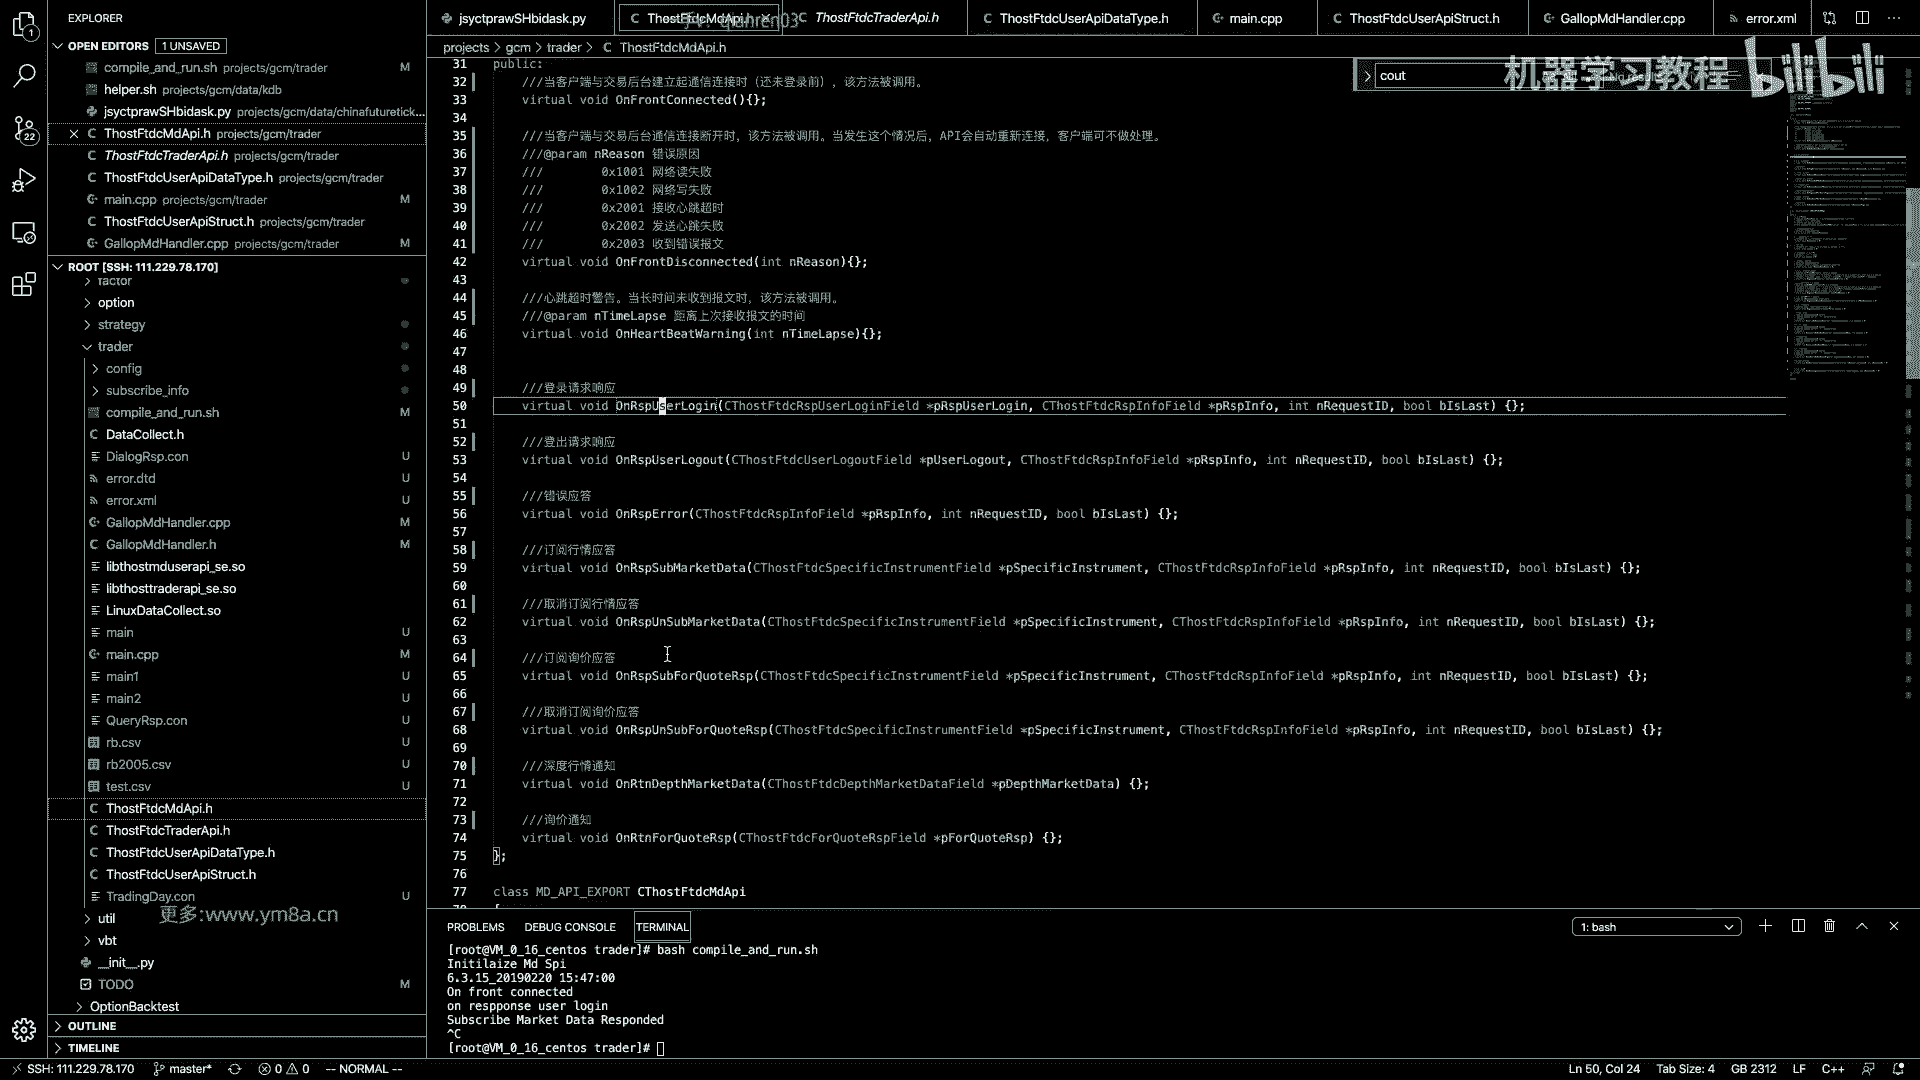 EXPLORER
OPEN EDITORS 1 UNSAVED
compile_and_run.sh projects/gcm/trader M
helper.sh projects/gcm/data/kdb
jsyctprawSHbidask.py projects/gcm/data/chinafuturetick...
ThostFtdcMdApi.h projects/gcm/trader
ThostFtdcTraderApi.h projects/gcm/trader
ThostFtdcUserApiDataType.h projects/gcm/trader
main.cpp projects/gcm/trader M
ThostFtdcUserApiStruct.h projects/gcm/trader
GallopMdHandler.cpp projects/gcm/trader M
ROOT [SSH: 111.229.78.170]
factor
option
strategy
trader
config
subscribe_info
compile_and_run.sh M
DataCollect.h
DialogRsp.con U
error.dtd U
error.xml U
GallopMdHandler.cpp M
GallopMdHandler.h M
libthostmduserapi_se.so
libthosttraderapi_se.so
LinuxDataCollect.so
main U
main.cpp M
main1 U
main2 U
QueryRsp.con U
rb.csv U
rb2005.csv U
test.csv U
ThostFtdcMdApi.h
ThostFtdcTraderApi.h
ThostFtdcUserApiDataType.h
ThostFtdcUserApiStruct.h
TradingDay.con U
更多:www.ym8a.cn
util
vbt
__init__.py
TODO M
OptionBacktest
OUTLINE
TIMELINE
jsyctprawSHbidask.py ThostFtdcMdApi.h ThostFtdcTraderApi.h ThostFtdcUserApiDataType.h main.cpp ThostFtdcUserApiStruct.h GallopMdHandler.cpp error.xml
projects > gcm > trader > ThostFtdcMdApi.h
cout
机器学习教程 bilibili
31 public:
32 ///当客户端与交易后台建立起通信连接时（还未登录前），该方法被调用。
33 virtual void OnFrontConnected(){};
34
35 ///当客户端与交易后台通信连接断开时，该方法被调用。当发生这个情况后，API会自动重新连接，客户端可不做处理。
36 ///@param nReason 错误原因
37 /// 0x1001 网络读失败
38 /// 0x1002 网络写失败
39 /// 0x2001 接收心跳超时
40 /// 0x2002 发送心跳失败
41 /// 0x2003 收到错误报文
42 virtual void OnFrontDisconnected(int nReason){};
43
44 ///心跳超时警告。当长时间未收到报文时，该方法被调用。
45 ///@param nTimeLapse 距离上次接收报文的时间
46 virtual void OnHeartBeatWarning(int nTimeLapse){};
47
48
49 ///登录请求响应
50 virtual void OnRspUserLogin(CThostFtdcRspUserLoginField *pRspUserLogin, CThostFtdcRspInfoField *pRspInfo, int nRequestID, bool bIsLast) {};
51
52 ///登出请求响应
53 virtual void OnRspUserLogout(CThostFtdcUserLogoutField *pUserLogout, CThostFtdcRspInfoField *pRspInfo, int nRequestID, bool bIsLast) {};
54
55 ///错误应答
56 virtual void OnRspError(CThostFtdcRspInfoField *pRspInfo, int nRequestID, bool bIsLast) {};
57
58 ///订阅行情应答
59 virtual void OnRspSubMarketData(CThostFtdcSpecificInstrumentField *pSpecificInstrument, CThostFtdcRspInfoField *pRspInfo, int nRequestID, bool bIsLast) {};
60
61 ///取消订阅行情应答
62 virtual void OnRspUnSubMarketData(CThostFtdcSpecificInstrumentField *pSpecificInstrument, CThostFtdcRspInfoField *pRspInfo, int nRequestID, bool bIsLast) {};
63
64 ///订阅询价应答
65 virtual void OnRspSubForQuoteRsp(CThostFtdcSpecificInstrumentField *pSpecificInstrument, CThostFtdcRspInfoField *pRspInfo, int nRequestID, bool bIsLast) {};
66
67 ///取消订阅询价应答
68 virtual void OnRspUnSubForQuoteRsp(CThostFtdcSpecificInstrumentField *pSpecificInstrument, CThostFtdcRspInfoField *pRspInfo, int nRequestID, bool bIsLast) {};
69
70 ///深度行情通知
71 virtual void OnRtnDepthMarketData(CThostFtdcDepthMarketDataField *pDepthMarketData) {};
72
73 ///询价通知
74 virtual void OnRtnForQuoteRsp(CThostFtdcForQuoteRspField *pForQuoteRsp) {};
75 };
76
77 class MD_API_EXPORT CThostFtdcMdApi
PROBLEMS DEBUG CONSOLE TERMINAL 1: bash
[root@VM_0_16_centos trader]# bash compile_and_run.sh
Initilaize Md Spi
6.3.15_20190220 15:47:00
On front connected
on respponse user login
Subscribe Market Data Responded
^C
[root@VM_0_16_centos trader]#
SSH: 111.229.78.170 master* 0 0 -- NORMAL -- Ln 50, Col 24 Tab Size: 4 GB 2312 LF C++